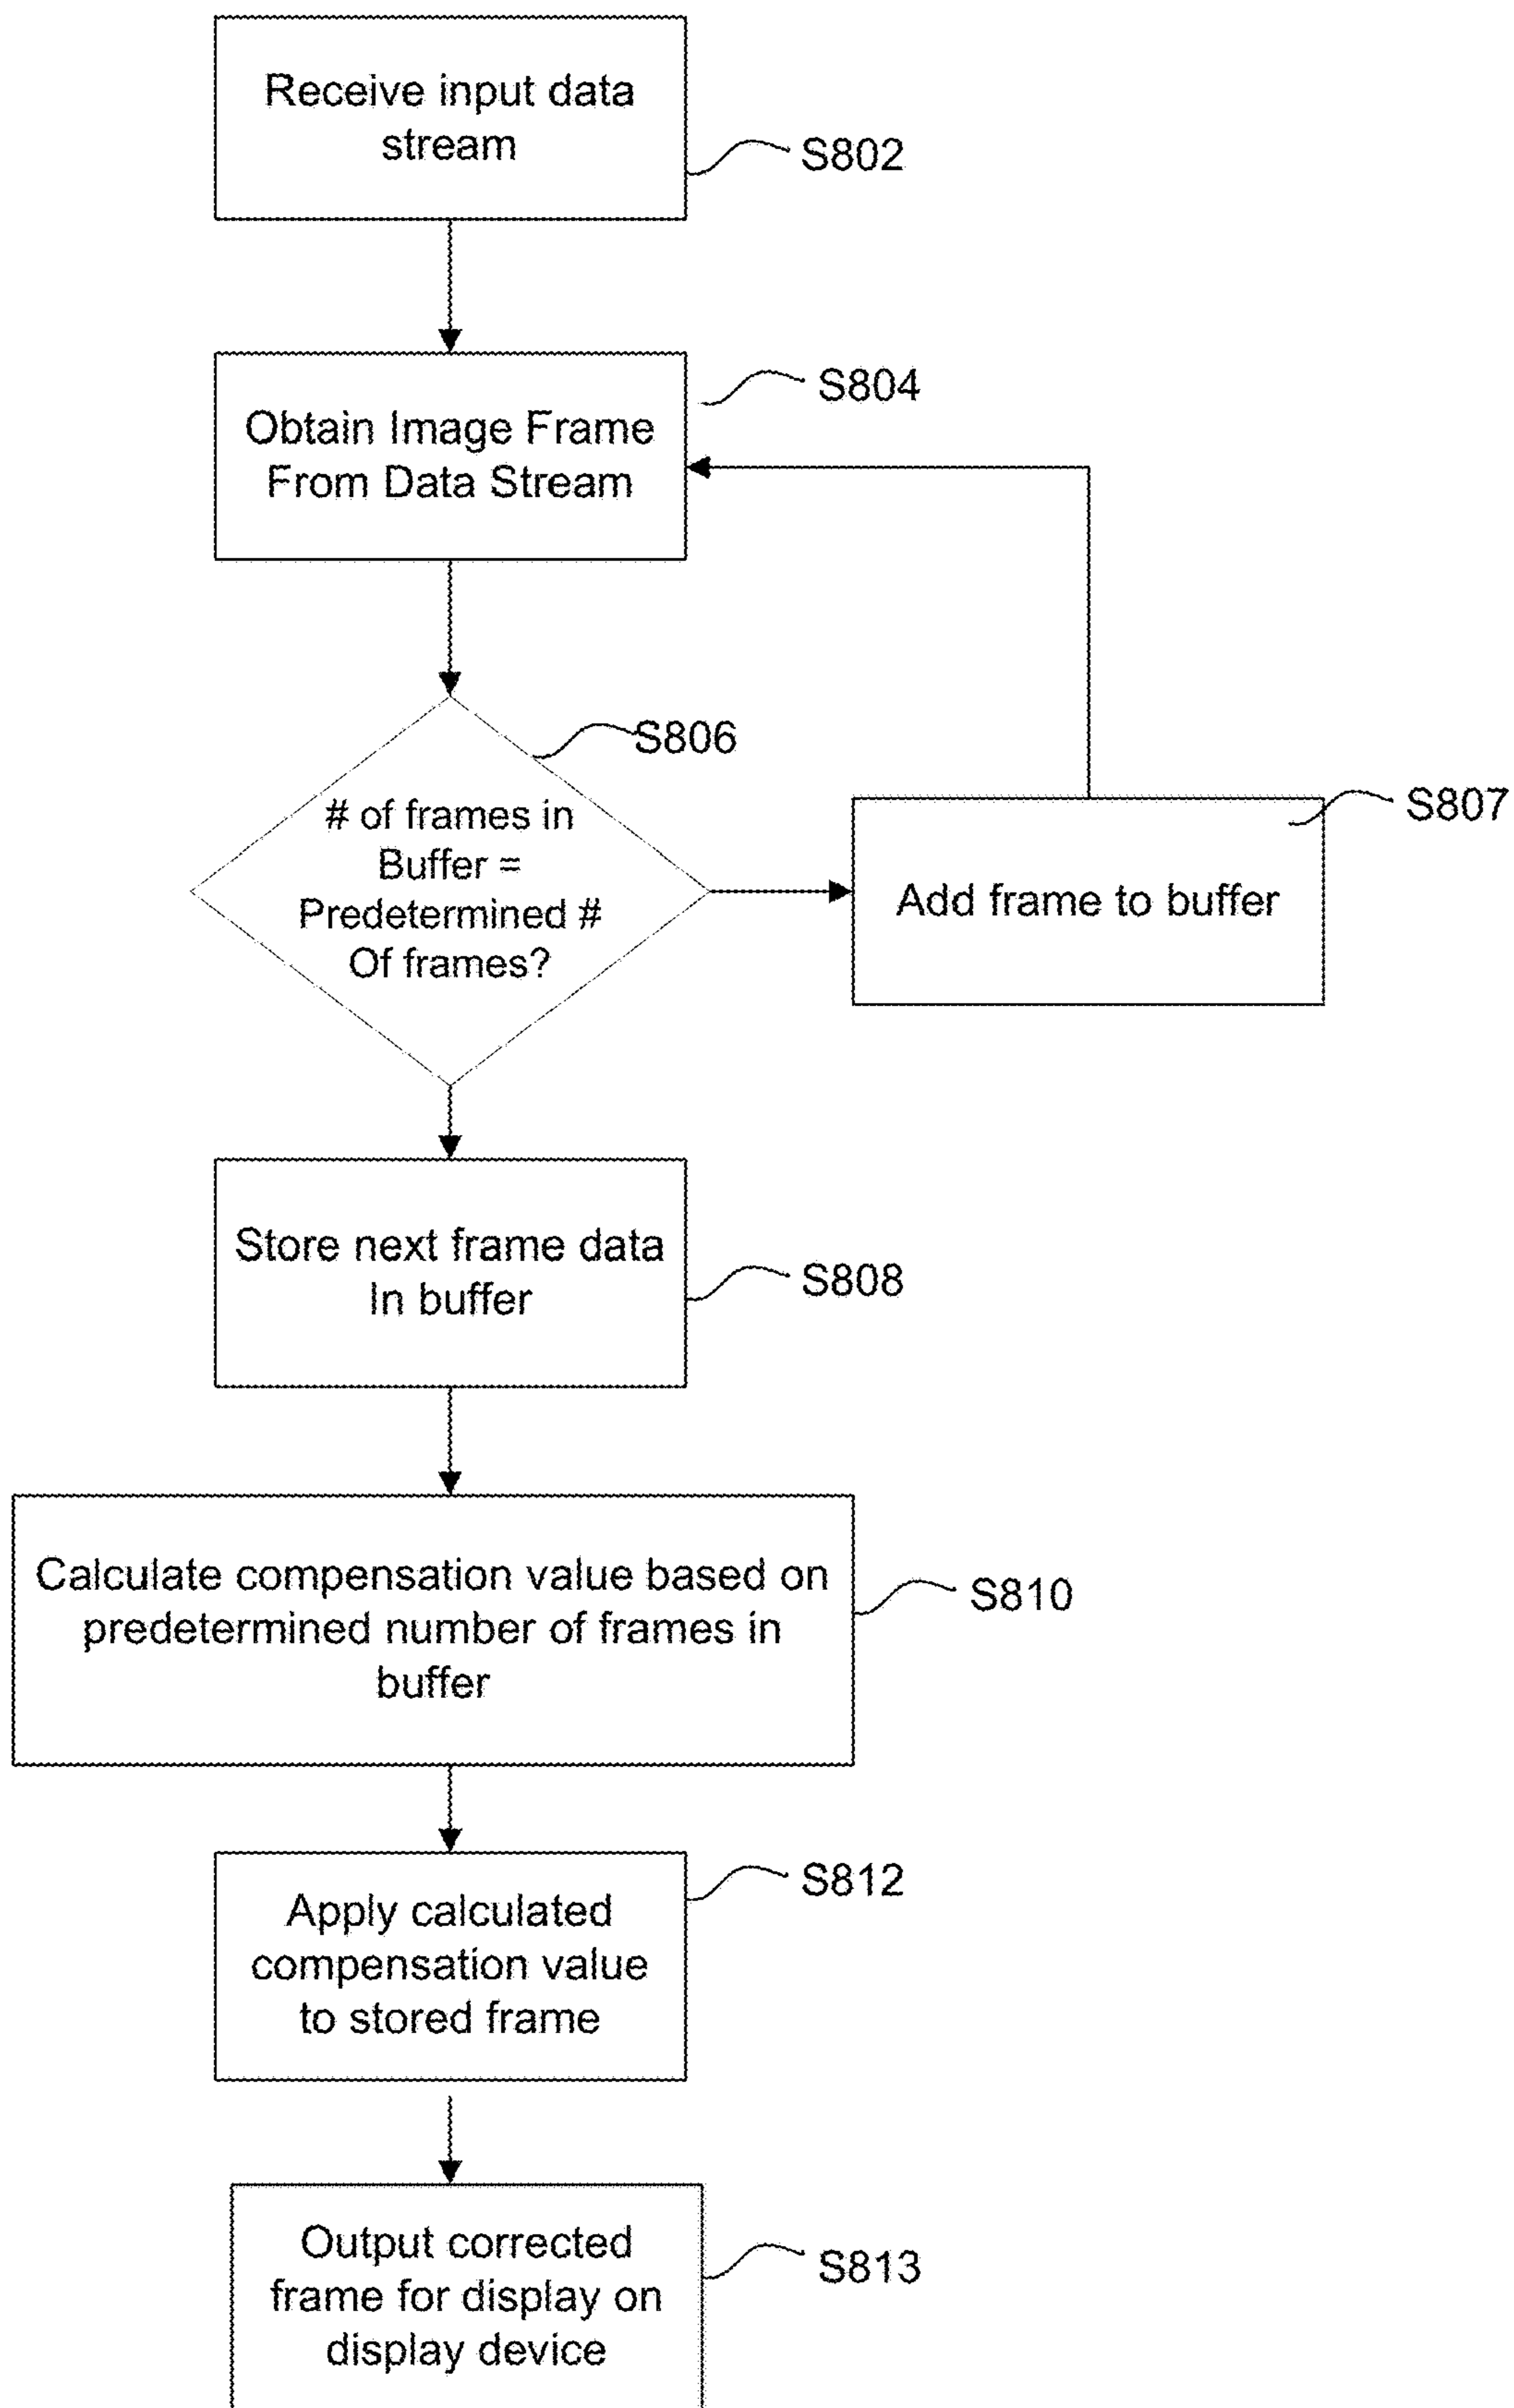 Receive input data
stream
S802
S804
Obtain Image Frame
From Data Stream
S806
# of frames in
Buffer =
Predetermined #
Of frames?
S807
Add frame to buffer
Store next frame data
In buffer
S808
Calculate compensation value based on
predetermined number of frames in
buffer
S810
S812
Apply calculated
compensation value
to stored frame
Output corrected
frame for display on
display device
S813